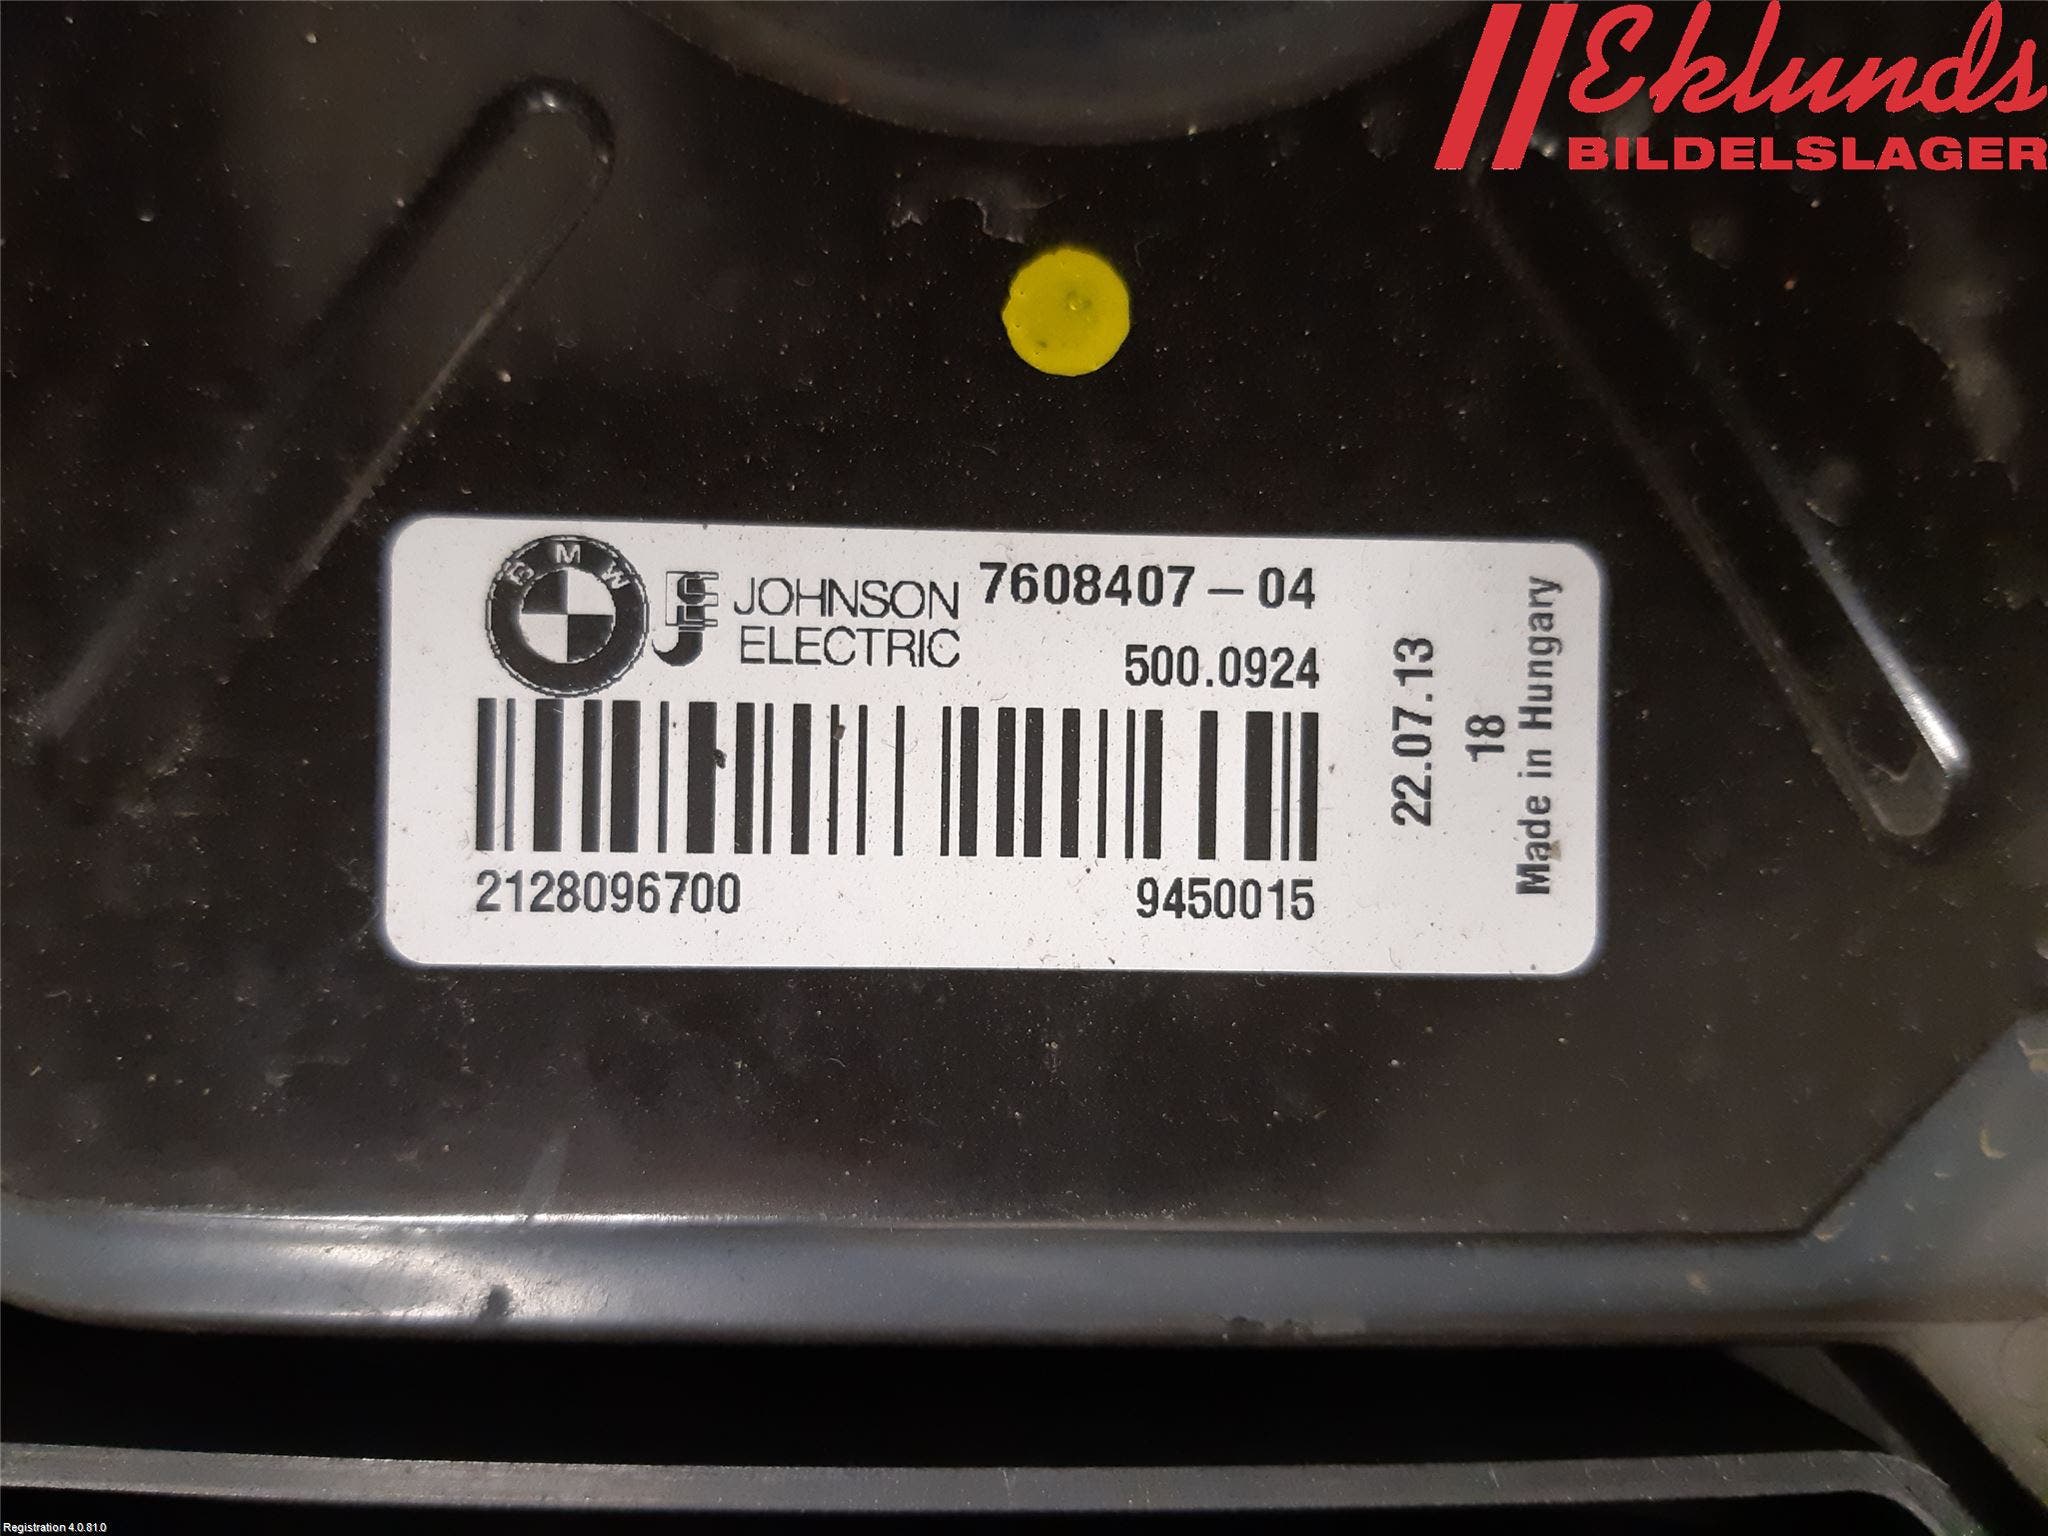 Eklunds
BILDELSLAGER
BMW
JOHNSON
ELECTRIC
7608407-04
500.0924
2128096700
9450015
22.07.13
18
Made in Hungary
Registration 4.0.81.0